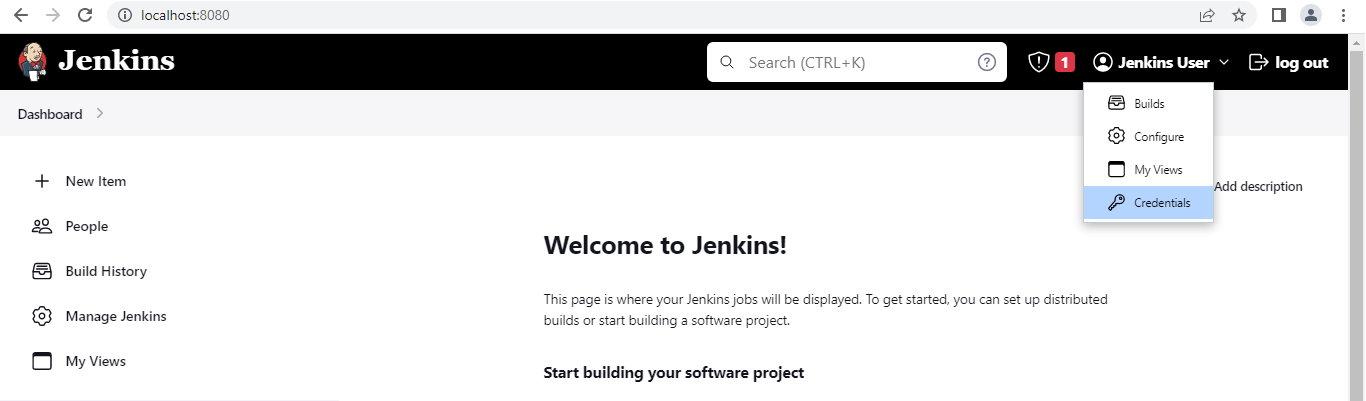 localhost:8080
Jenkins
Search (CTRL+K)
1
Jenkins User
log out
Dashboard
Builds
Configure
My Views
Credentials
Add description
New Item
People
Build History
Manage Jenkins
My Views
Welcome to Jenkins!
This page is where your Jenkins jobs will be displayed. To get started, you can set up distributed
builds or start building a software project.
Start building your software project